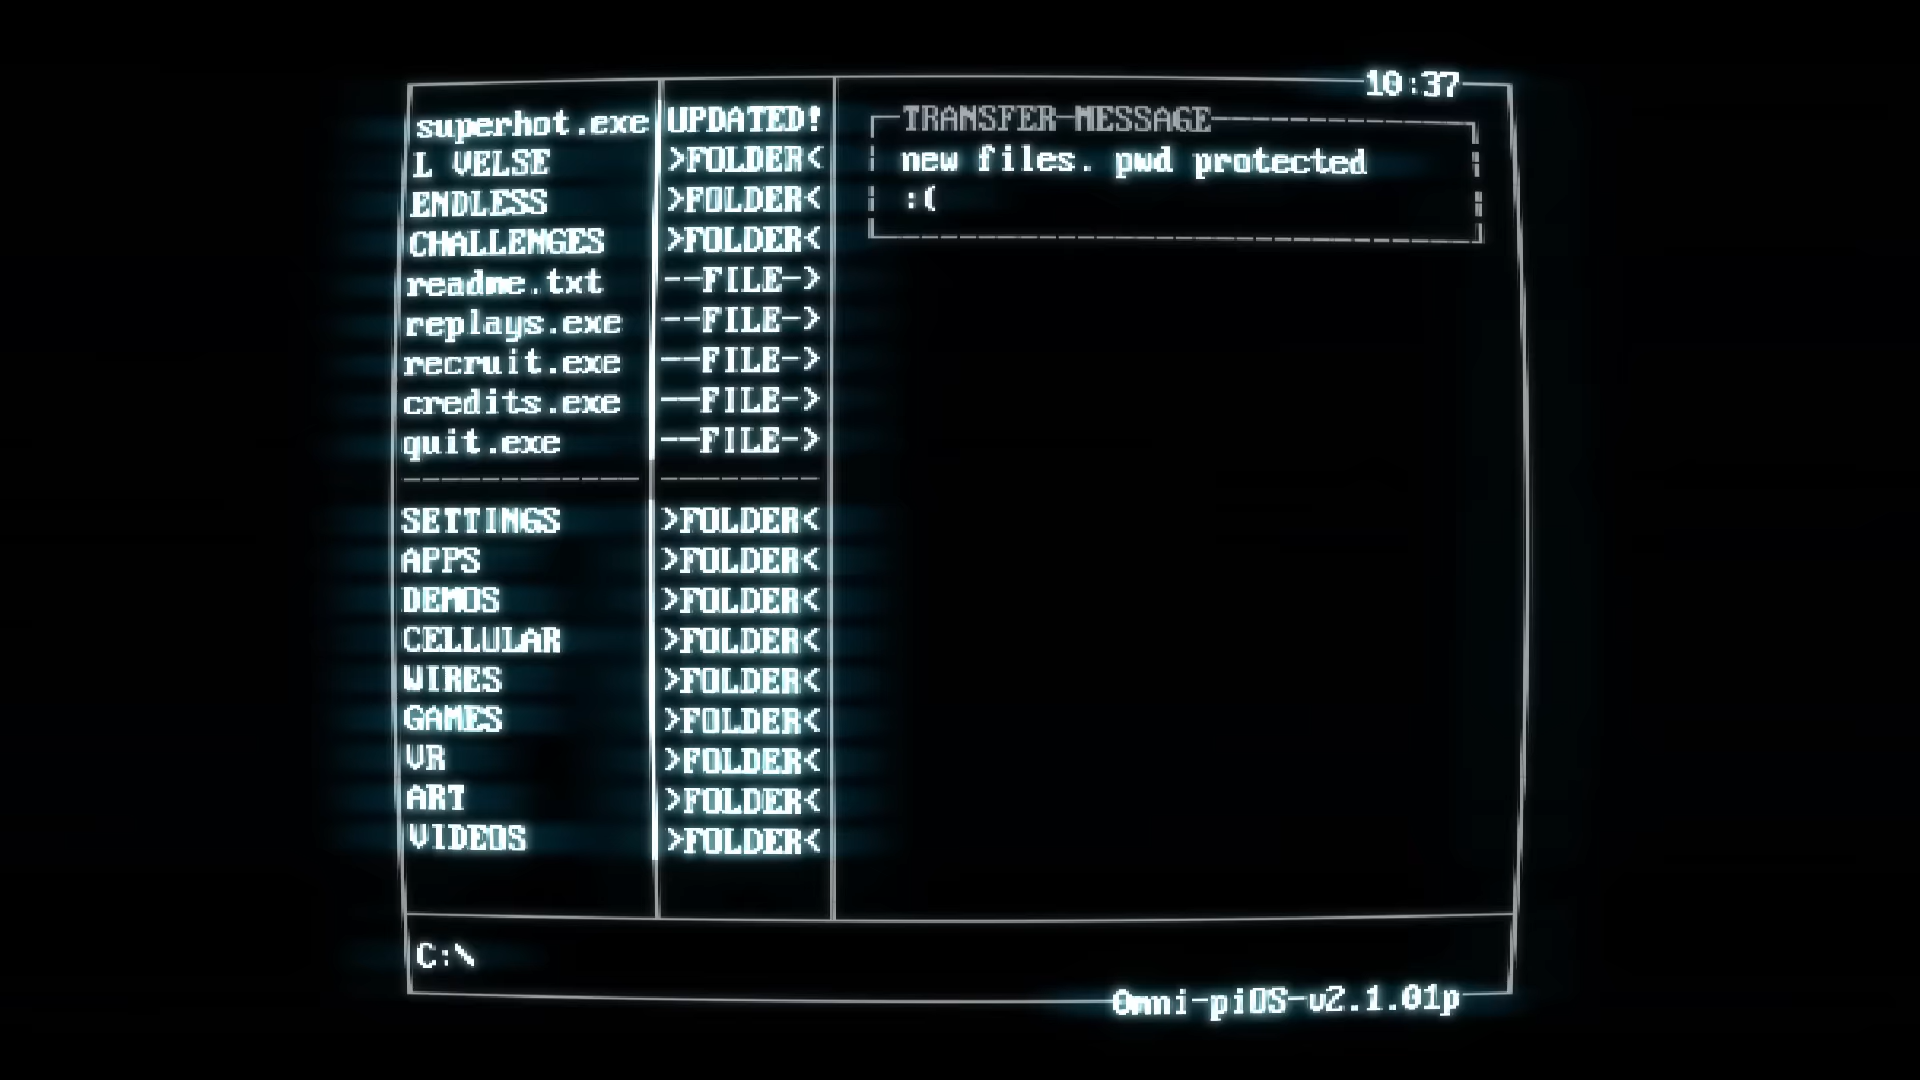 10:37
superhot.exe UPDATED!
L VELSE >FOLDER<
ENDLESS >FOLDER<
CHALLENGES >FOLDER<
readme.txt --FILE->
replays.exe --FILE->
recruit.exe --FILE->
credits.exe --FILE->
quit.exe --FILE->
SETTINGS >FOLDER<
APPS >FOLDER<
DEMOS >FOLDER<
CELLULAR >FOLDER<
WIRES >FOLDER<
GAMES >FOLDER<
VR >FOLDER<
ART >FOLDER<
VIDEOS >FOLDER<
TRANSFER MESSAGE
new files. pwd protected
:(
C:\
Omni-piOS-v2.1.01p